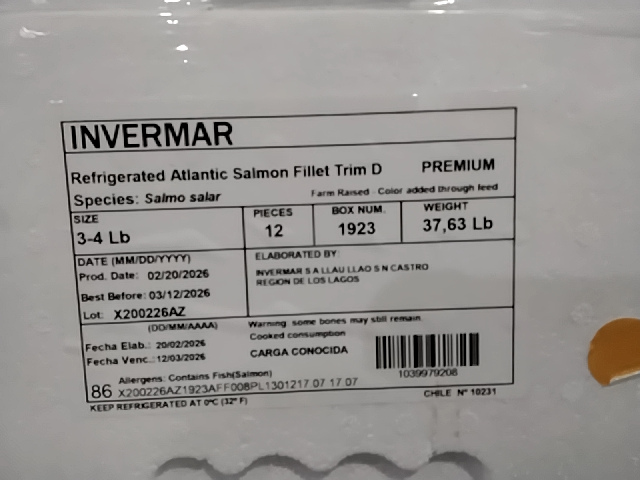 INVERMAR
Refrigerated Atlantic Salmon Fillet Trim D PREMIUM
Species: Salmo salar Farm Raised - Color added through feed
SIZE PIECES BOX NUM. WEIGHT
3-4 Lb 12 1923 37,63 Lb
DATE (MM/DD/YYYY) ELABORATED BY:
Prod. Date: 02/20/2026 INVERMAR S A LLAU LLAO S N CASTRO
REGION DE LOS LAGOS
Best Before: 03/12/2026
Lot: X200226AZ
(DD/MM/AAAA) Warning: some bones may still remain
Fecha Elab.: 20/02/2026 Cooked consumption
Fecha Venc.: 12/03/2026 CARGA CONOCIDA
1039979208
Allergens: Contains Fish(Salmon)
86 X200226AZ1923AFF008PL1301217.07 17.07
KEEP REFRIGERATED AT 0ºC (32º F) CHILE Nº 10231